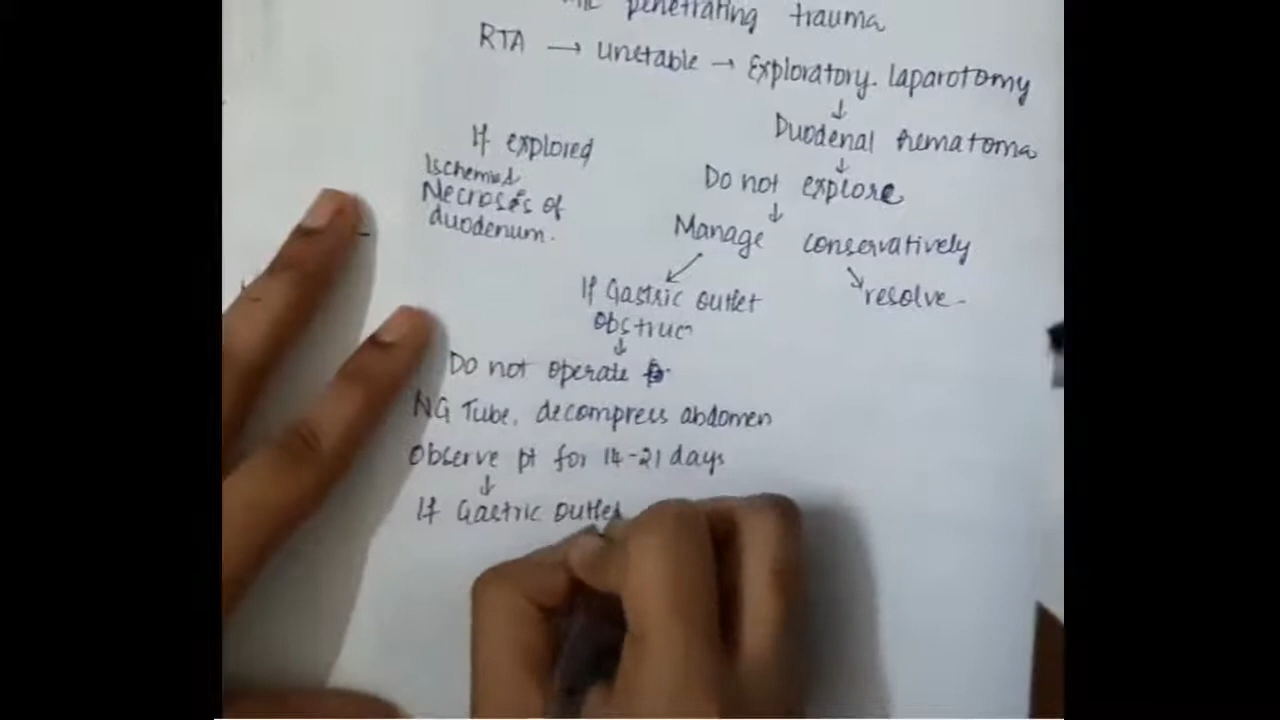 penetrating trauma
RTA → Unstable → Exploratory laparotomy
↓
Duodenal hematoma
↓
Do not explore
↓
Manage conservatively
↘ resolve
↙
If Gastric outlet
Obstruc
↓
Do not operate
NG Tube, decompress abdomen
Observe pt for 14-21 days
↓
If Gastric outlet
If explored
Ischemia
Necrosis of
duodenum.